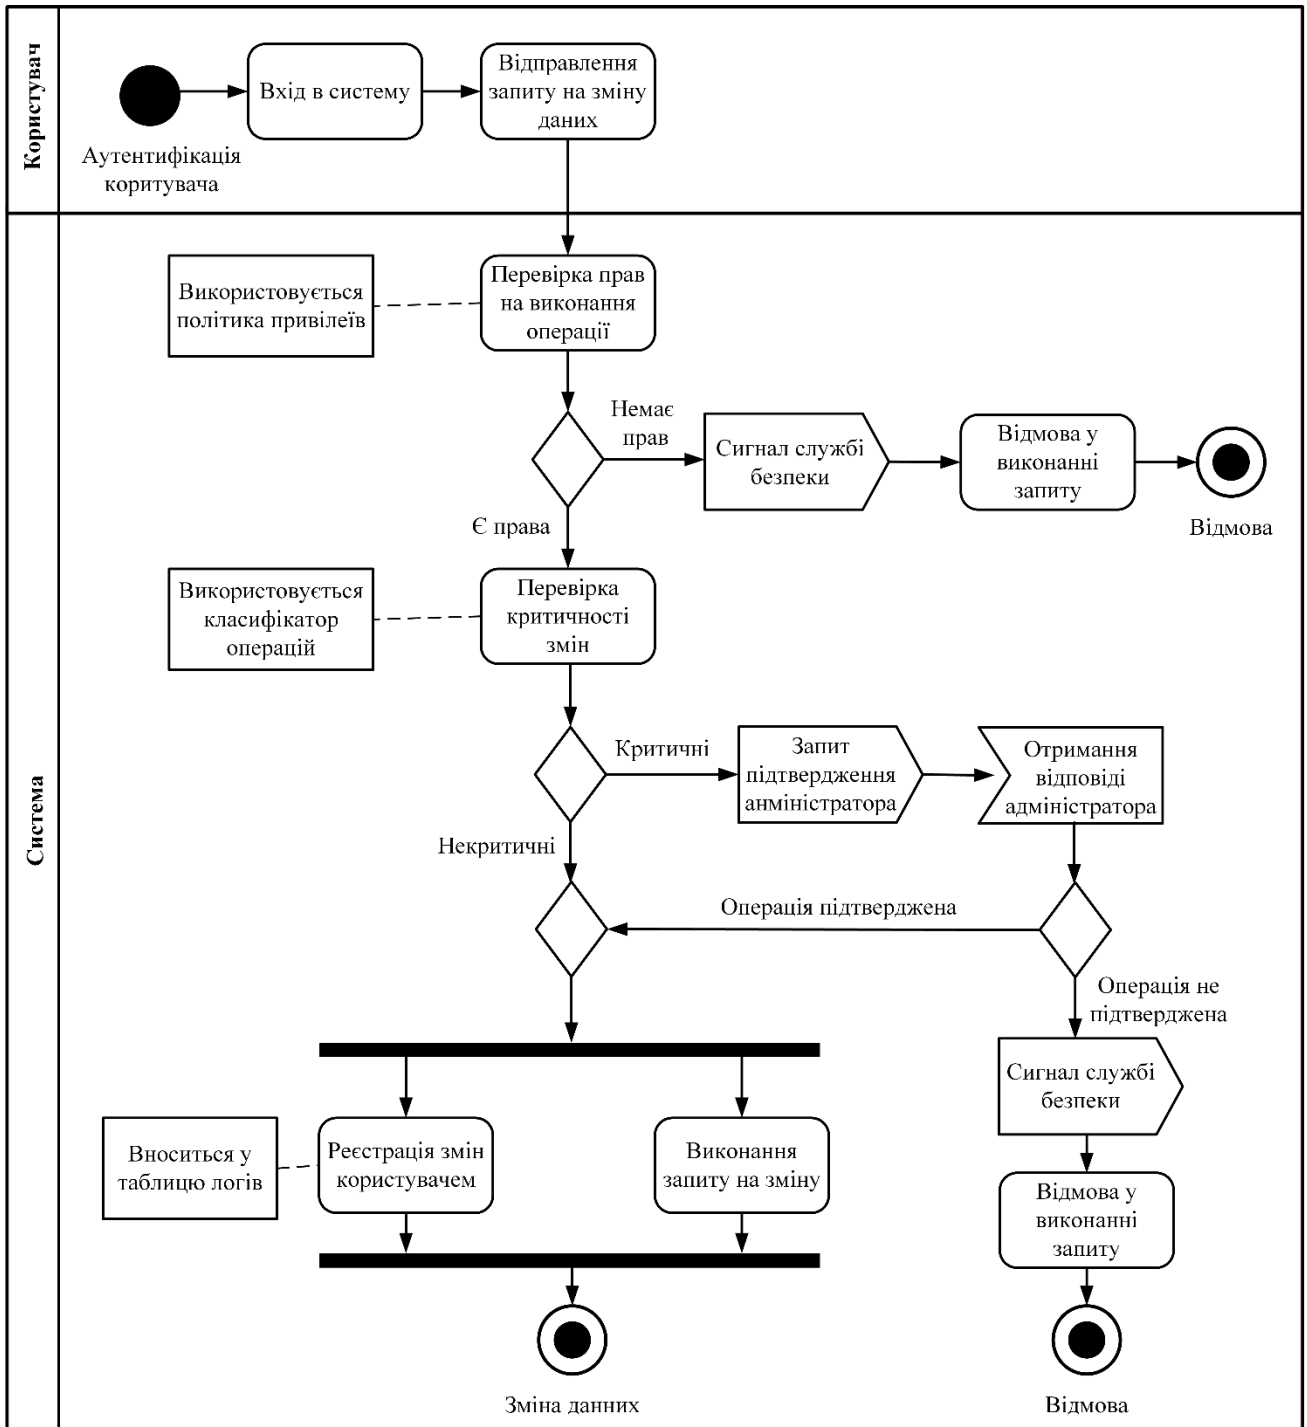 Користувач
Вхід в систему
Відправлення
запиту на зміну
даних
Аутентифікація
коритувача
Система
Використовується
політика привілеїв
Перевірка прав
на виконання
операції
Немає
прав
Сигнал службі
безпеки
Відмова у
виконанні
запиту
Відмова
Є права
Використовується
класифікатор
операцій
Перевірка
критичності
змін
Критичні
Запит
підтвердження
анміністратора
Отримання
відповіді
адміністратора
Некритичні
Операція підтверджена
Операція не
підтверджена
Сигнал службі
безпеки
Вноситься у
таблицю логів
Реєстрація змін
користувачем
Виконання
запиту на зміну
Відмова у
виконанні
запиту
Зміна данних
Відмова